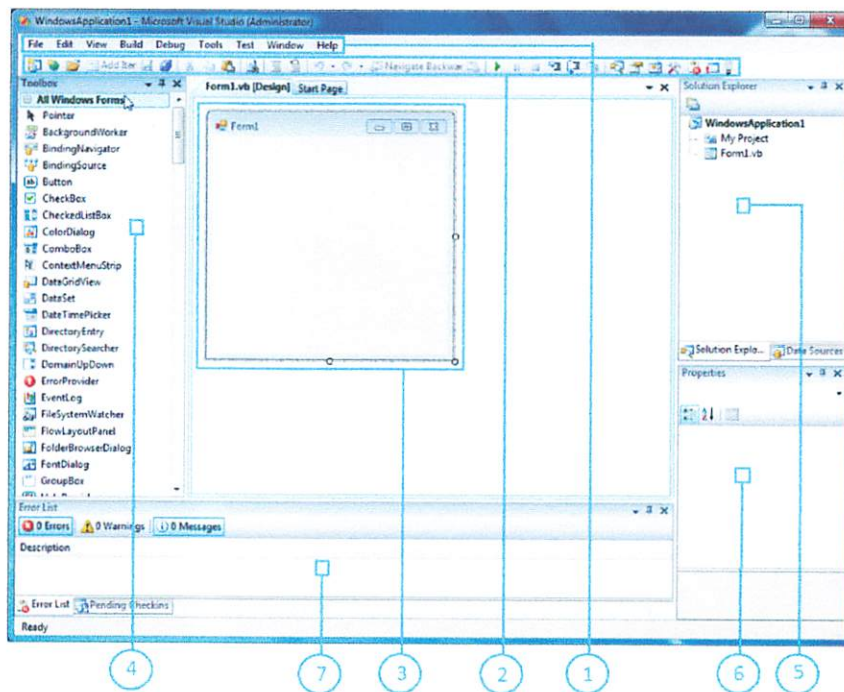 WindowsApplication1 - Microsoft Visual Studio (Administrator)
File Edit View Build Debug Tools Test Window Help
Add Iter Navigate Backwar
Toolbox
All Windows Forms
Pointer
BackgroundWorker
BindingNavigator
BindingSource
Button
CheckBox
CheckedListBox
ColorDialog
ComboBox
ContextMenuStrip
DataGridView
DataSet
DateTimePicker
DirectoryEntry
DirectorySearcher
DomainUpDown
ErrorProvider
EventLog
FileSystemWatcher
FlowLayoutPanel
FolderBrowserDialog
FontDialog
GroupBox
Form1.vb [Design] Start Page
Form1
Solution Explorer
WindowsApplication1
My Project
Form1.vb
Solution Explo... Data Sources
Properties
Error List
0 Errors 0 Warnings 0 Messages
Description
Error List Pending Checkins
Ready
4 7 3 2 1 6 5